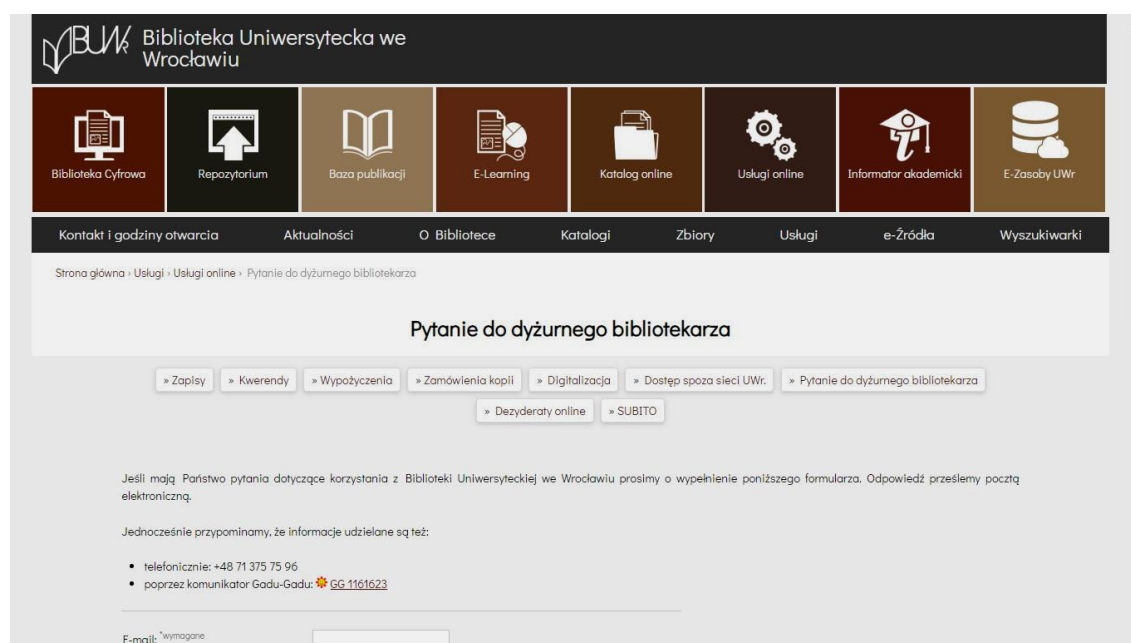 BUWr Biblioteka Uniwersytecka we
Wrocławiu
Biblioteka Cyfrowa
Repozytorium
Baza publikacji
E-Learning
Katalog online
Usługi online
Informator akademicki
E-Zasoby UWr
Kontakt i godziny otwarcia Aktualności O Bibliotece Katalogi Zbiory Usługi e-Źródła Wyszukiwarki
Strona główna › Usługi › Usługi online › Pytanie do dyżurnego bibliotekarza
Pytanie do dyżurnego bibliotekarza
» Zapisy » Kwerendy » Wypożyczenia » Zamówienia kopii » Digitalizacja » Dostęp spoza sieci UWr. » Pytanie do dyżurnego bibliotekarza
» Dezyderaty online » SUBITO
Jeśli mają Państwo pytania dotyczące korzystania z Biblioteki Uniwersyteckiej we Wrocławiu prosimy o wypełnienie poniższego formularza. Odpowiedź prześlemy pocztą
elektroniczną.
Jednocześnie przypominamy, że informacje udzielane są też:
• telefonicznie: +48 71 375 75 96
• poprzez komunikator Gadu-Gadu: GG 1161623
E-mail: *wymagane